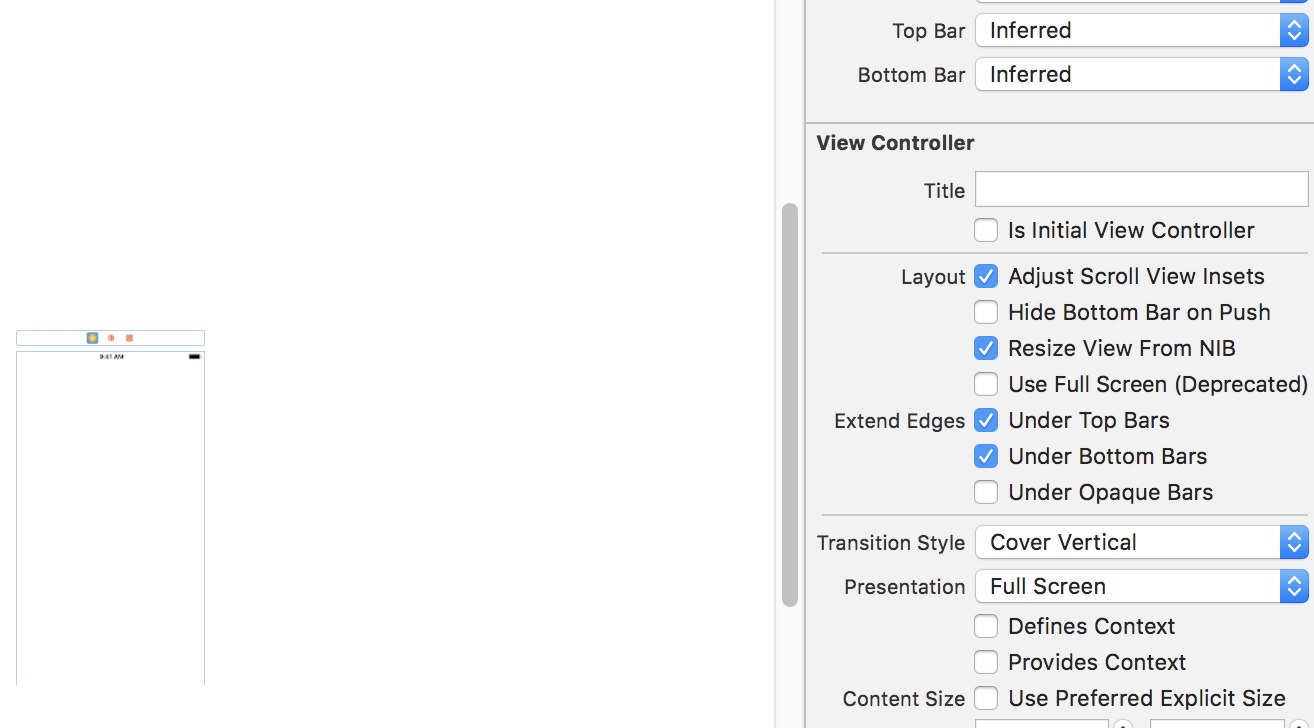 Top Bar Inferred
Bottom Bar Inferred
View Controller
Title
Is Initial View Controller
Layout Adjust Scroll View Insets
Hide Bottom Bar on Push
Resize View From NIB
Use Full Screen (Deprecated)
Extend Edges Under Top Bars
Under Bottom Bars
Under Opaque Bars
Transition Style Cover Vertical
Presentation Full Screen
Defines Context
Provides Context
Content Size Use Preferred Explicit Size
9:41 AM